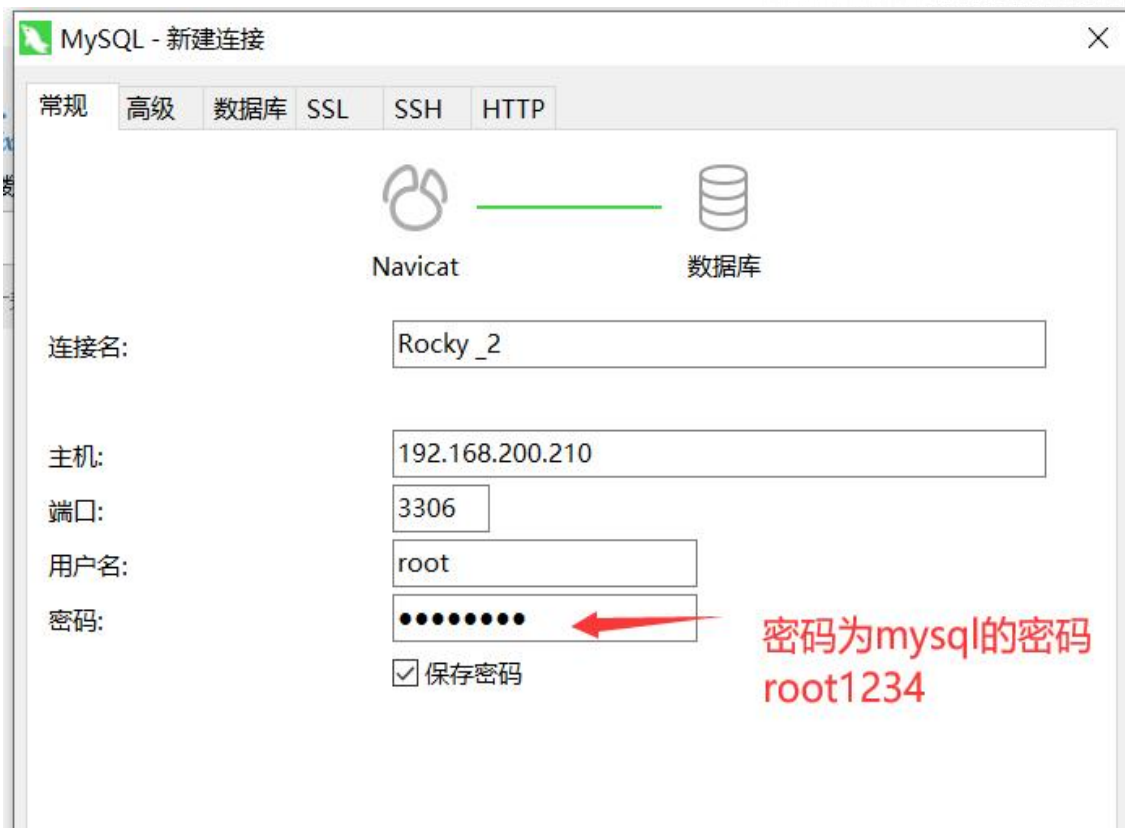 MySQL - 新建连接
常规 高级 数据库 SSL SSH HTTP
Navicat 数据库
连接名: Rocky _2
主机: 192.168.200.210
端口: 3306
用户名: root
密码: ●●●●●●●●
保存密码
密码为mysql的密码
root1234